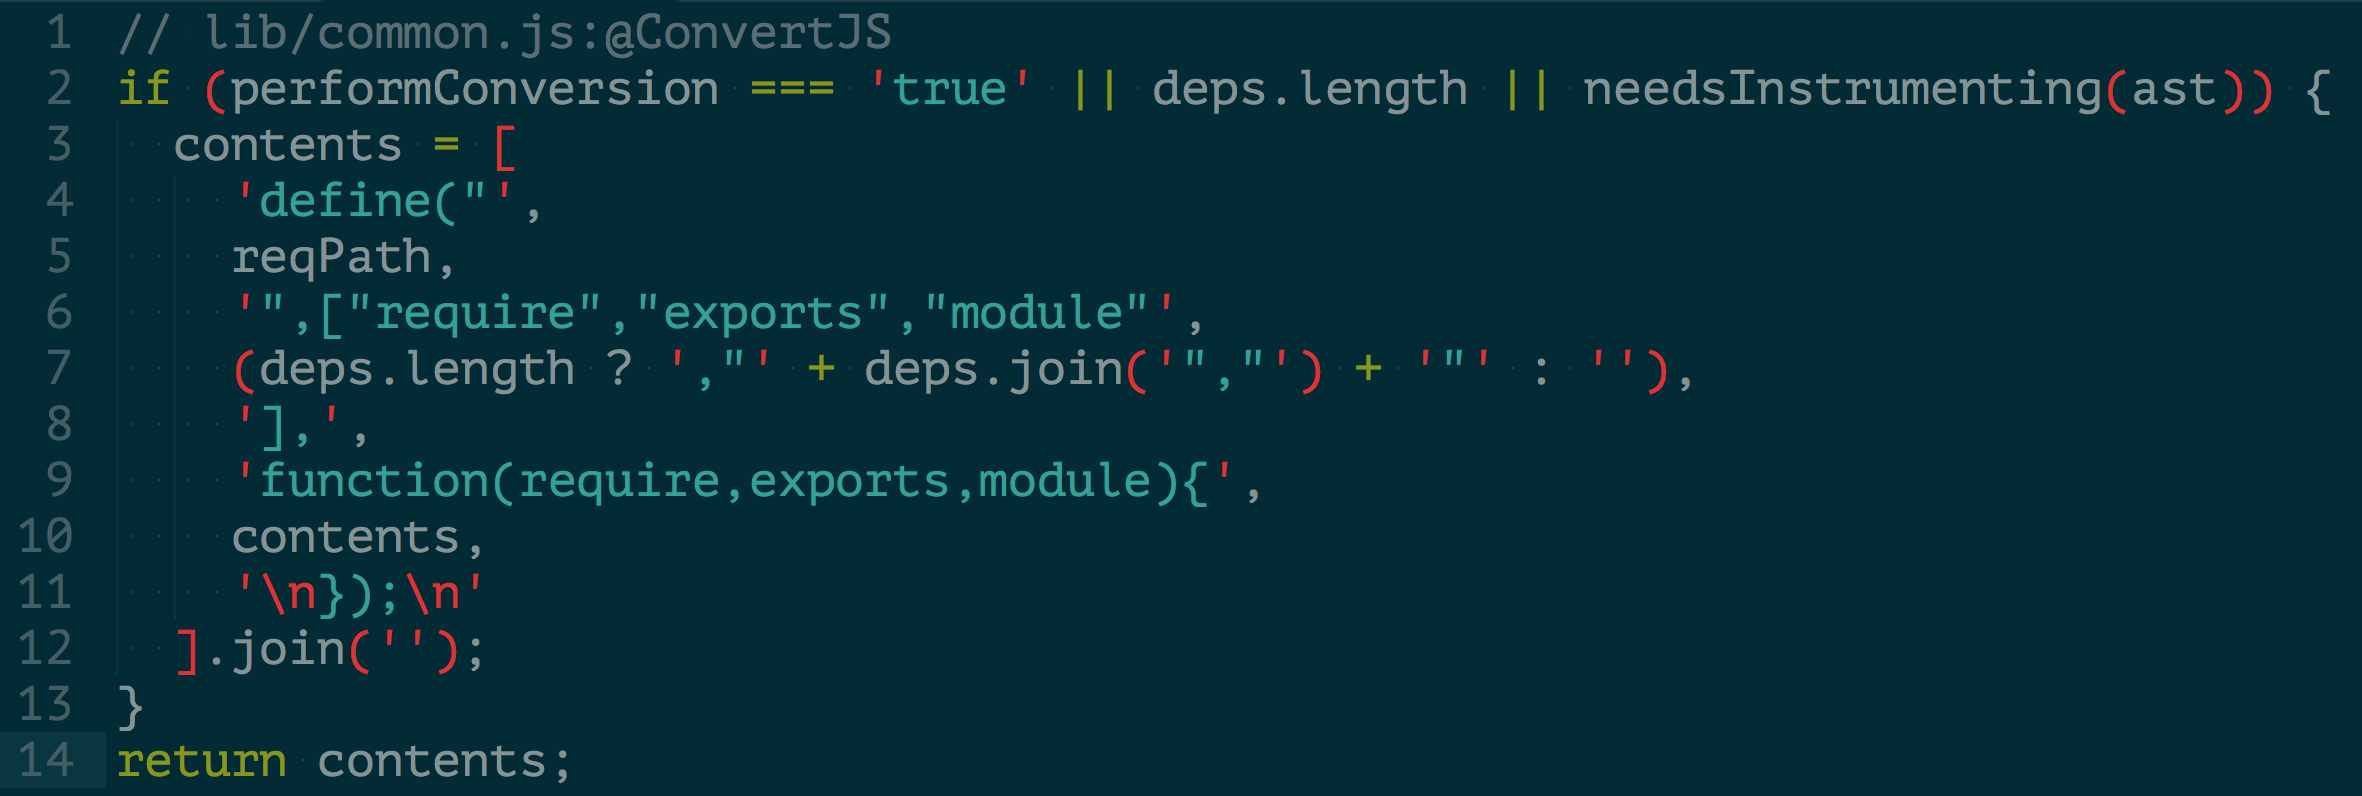 1 // lib/common.js:@ConvertJS
2 if (performConversion === 'true' || deps.length || needsInstrumenting(ast)) {
3   contents = [
4     'define("',
5     reqPath,
6     '",["require","exports","module"',
7     (deps.length ? ',"' + deps.join('","') + '"' : ''),
8     '],',
9     'function(require,exports,module){',
10     contents,
11     '\n});\n'
12   ].join('');
13 }
14 return contents;